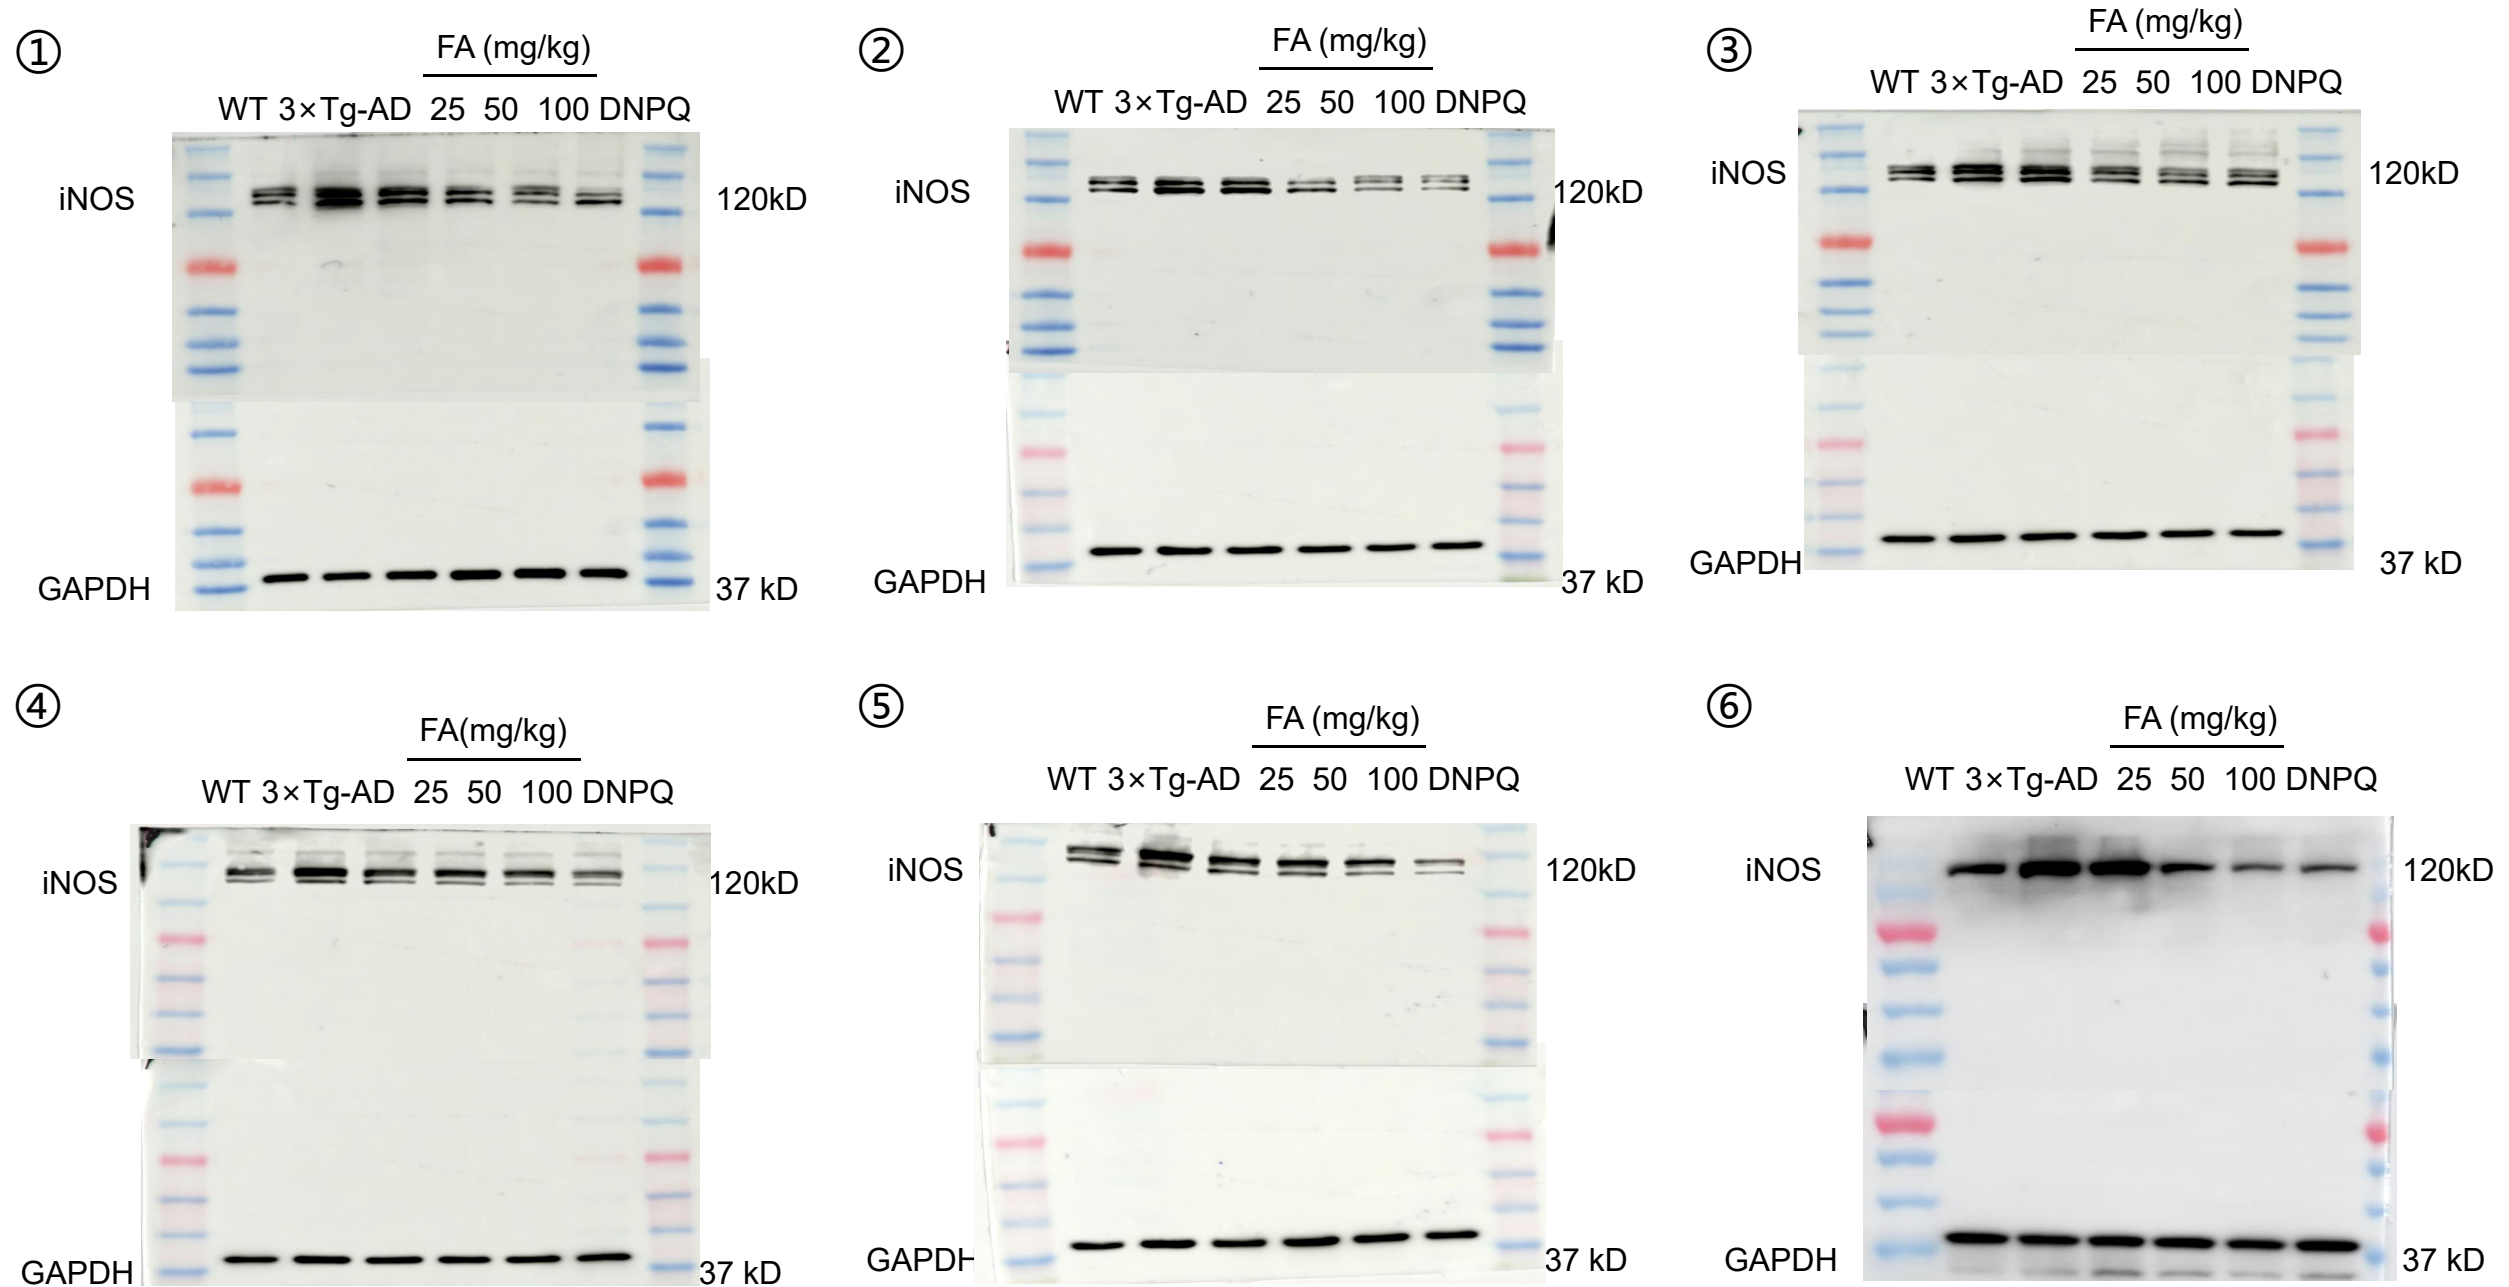 ①
FA (mg/kg)
WT 3×Tg-AD 25 50 100 DNPQ
iNOS 120kD
GAPDH 37 kD
②
FA (mg/kg)
WT 3×Tg-AD 25 50 100 DNPQ
iNOS 120kD
GAPDH 37 kD
③
FA (mg/kg)
WT 3×Tg-AD 25 50 100 DNPQ
iNOS 120kD
GAPDH 37 kD
④
FA(mg/kg)
WT 3×Tg-AD 25 50 100 DNPQ
iNOS 120kD
GAPDH 37 kD
⑤
FA (mg/kg)
WT 3×Tg-AD 25 50 100 DNPQ
iNOS 120kD
GAPDH 37 kD
⑥
FA (mg/kg)
WT 3×Tg-AD 25 50 100 DNPQ
iNOS 120kD
GAPDH 37 kD